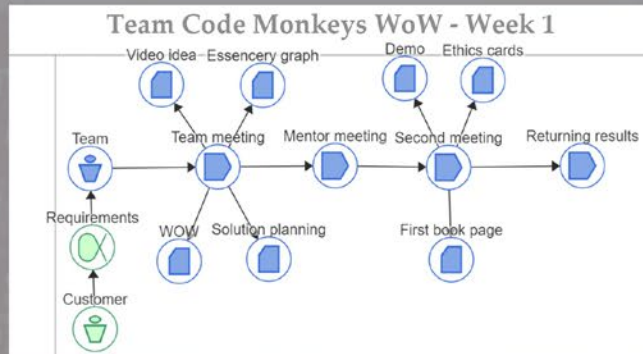 Team Code Monkeys WoW - Week 1
Video idea
Essencery graph
Demo
Ethics cards
Team
Team meeting
Mentor meeting
Second meeting
Returning results
Requirements
WOW
Solution planning
First book page
Customer